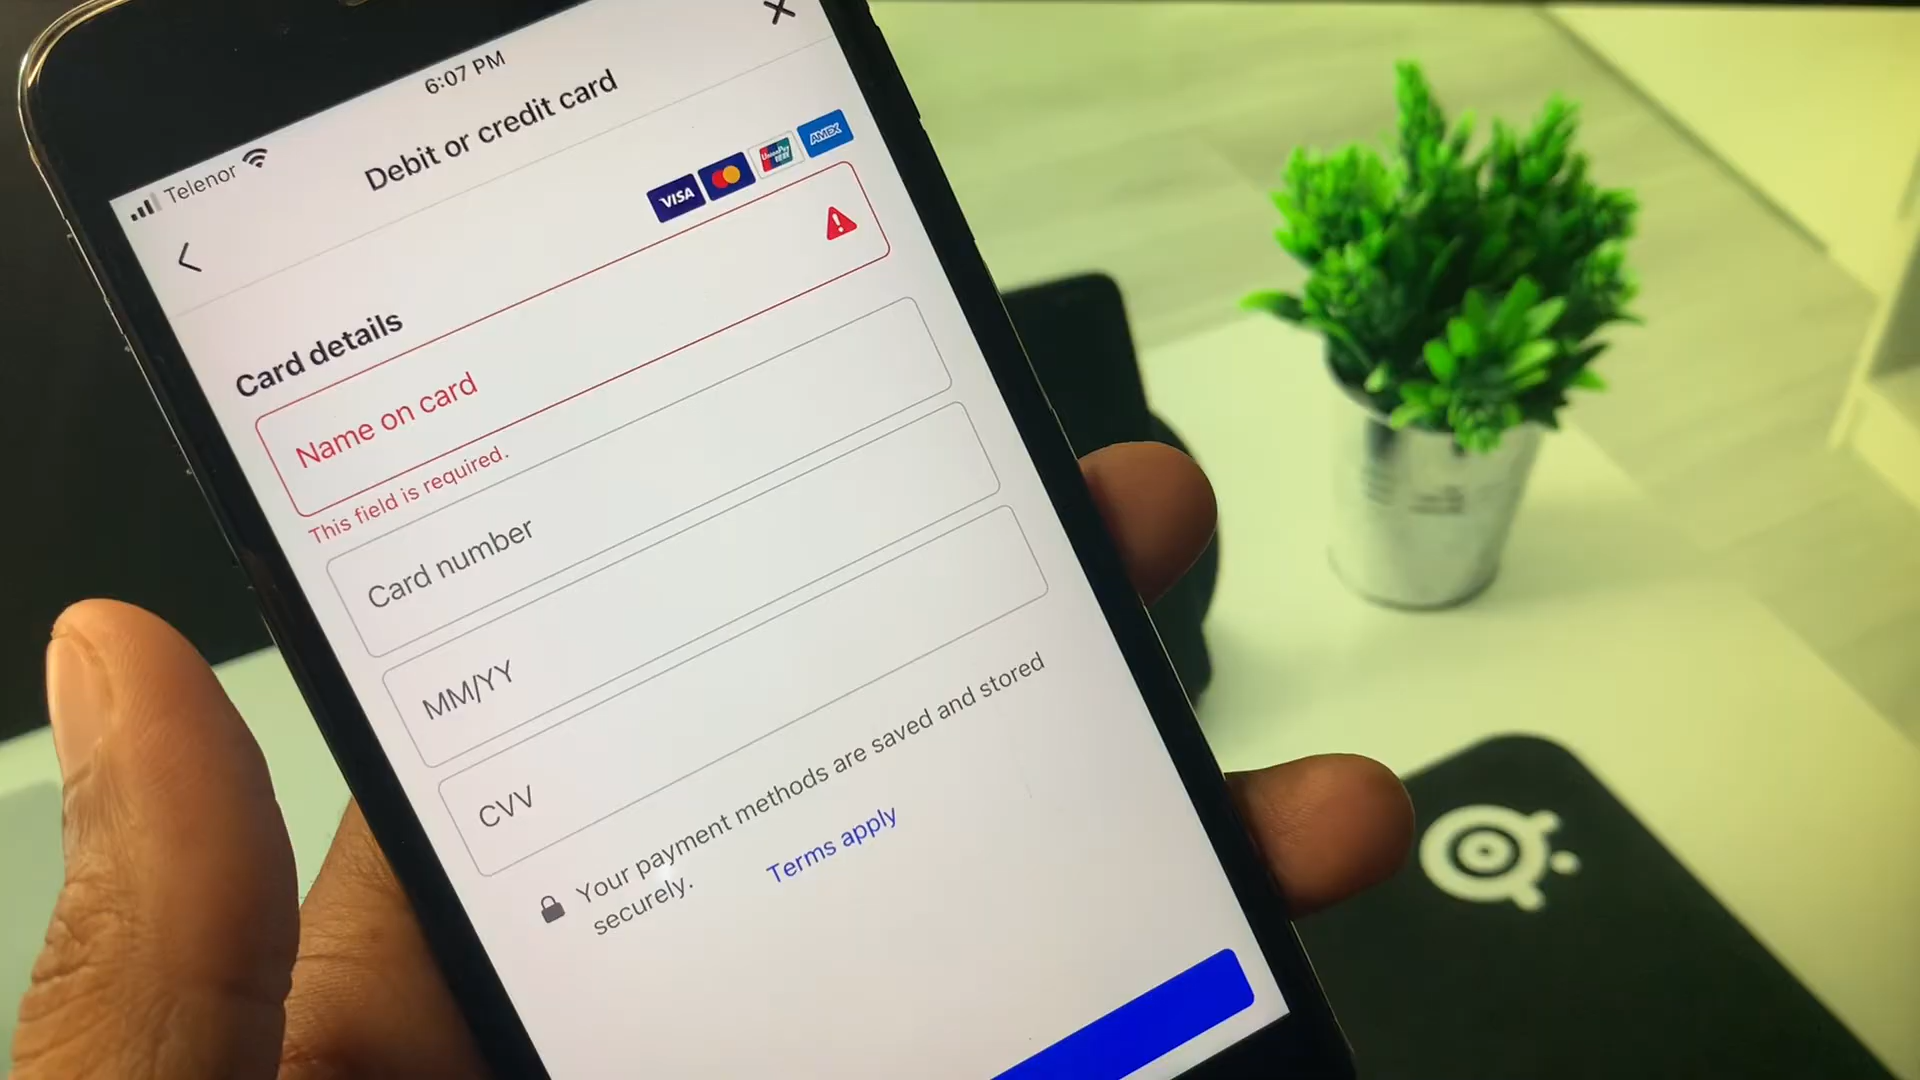 6:07 PM
Telenor
Debit or credit card
VISA
UnionPay
AMEX
Card details
Name on card
This field is required.
Card number
MM/YY
CVV
Your payment methods are saved and stored
securely.
Terms apply